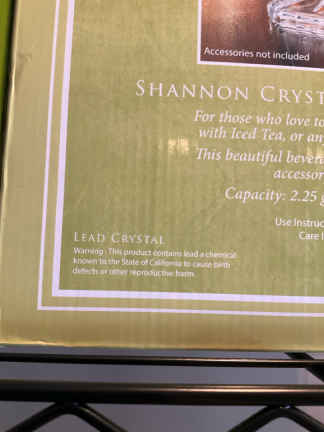 Accessories not included
SHANNON CRYST
For those who love to
with Iced Tea, or an
This beautiful bever
accessor
Capacity: 2.25 g
Use Instruc
Care I
LEAD CRYSTAL
Warning: This product contains lead a chemical
known to the State of California to cause birth
defects or other reproductive harm.